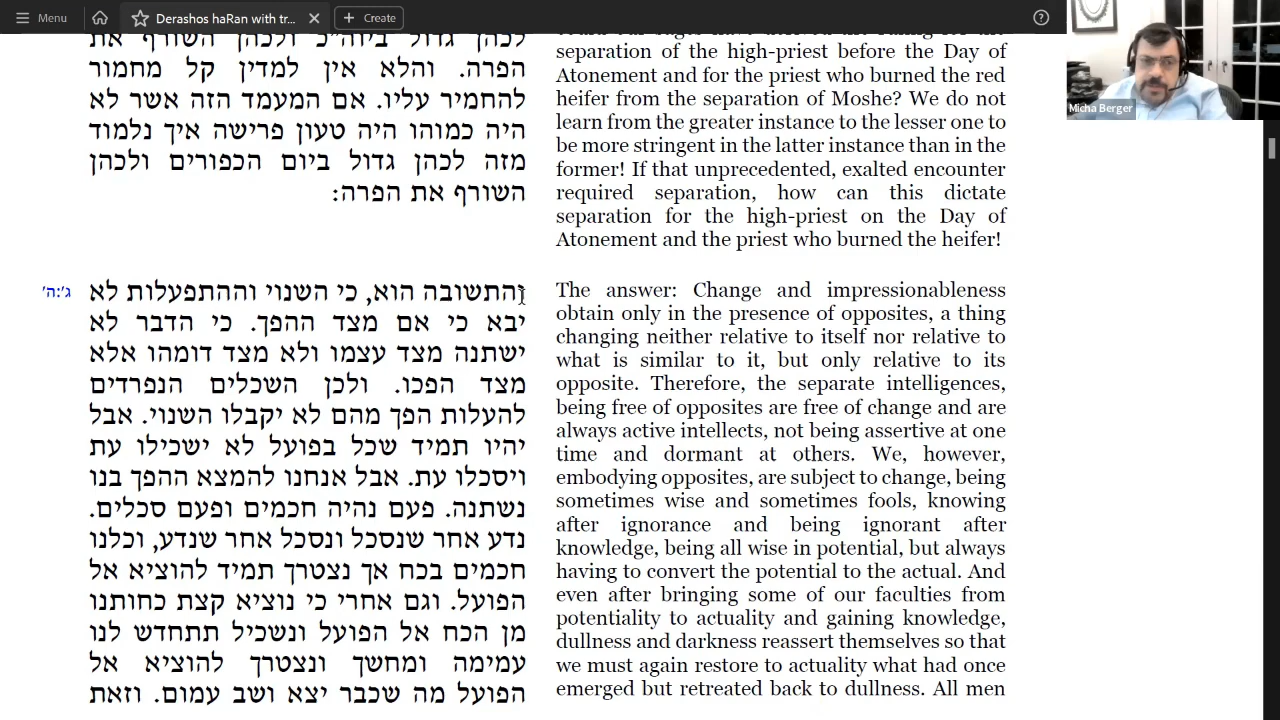 Menu
Derashos haRan with tr...
Create
Micha Berger
לכהן גדול ביוה״כ ולכהן השורף את
הפרה. והלא אין למדין קל מחמור
להחמיר עליו. אם המעמד הזה אשר לא
היה כמוהו היה טעון פרישה איך נלמוד
מזה לכהן גדול ביום הכפורים ולכהן
השורף את הפרה:
ג':ה'
והתשובה הוא, כי השנוי וההתפעלות לא
יבא כי אם מצד ההפך. כי הדבר לא
ישתנה מצד עצמו ולא מצד דומהו אלא
מצד הפכו. ולכן השכלים הנפרדים
להעלות הפך מהם לא יקבלו השנוי. אבל
יהיו תמיד שכל בפועל לא ישכילו עת
ויסכלו עת. אבל אנחנו להמצא ההפך בנו
נשתנה. פעם נהיה חכמים ופעם סכלים.
נדע אחר שנסכל ונסכל אחר שנדע, וכלנו
חכמים בכח אך נצטרך תמיד להוציא אל
הפועל. וגם אחרי כי נוציא קצת כחותנו
מן הכח אל הפועל ונשכיל תתחדש לנו
עמימה ומחשך ונצטרך להוציא אל
הפועל מה שכבר יצא ושב עמום. וזאת
separation of the high-priest before the Day of
Atonement and for the priest who burned the red
heifer from the separation of Moshe? We do not
learn from the greater instance to the lesser one to
be more stringent in the latter instance than in the
former! If that unprecedented, exalted encounter
required separation, how can this dictate
separation for the high-priest on the Day of
Atonement and the priest who burned the heifer!
The answer: Change and impressionableness
obtain only in the presence of opposites, a thing
changing neither relative to itself nor relative to
what is similar to it, but only relative to its
opposite. Therefore, the separate intelligences,
being free of opposites are free of change and are
always active intellects, not being assertive at one
time and dormant at others. We, however,
embodying opposites, are subject to change, being
sometimes wise and sometimes fools, knowing
after ignorance and being ignorant after
knowledge, being all wise in potential, but always
having to convert the potential to the actual. And
even after bringing some of our faculties from
potentiality to actuality and gaining knowledge,
dullness and darkness reassert themselves so that
we must again restore to actuality what had once
emerged but retreated back to dullness. All men